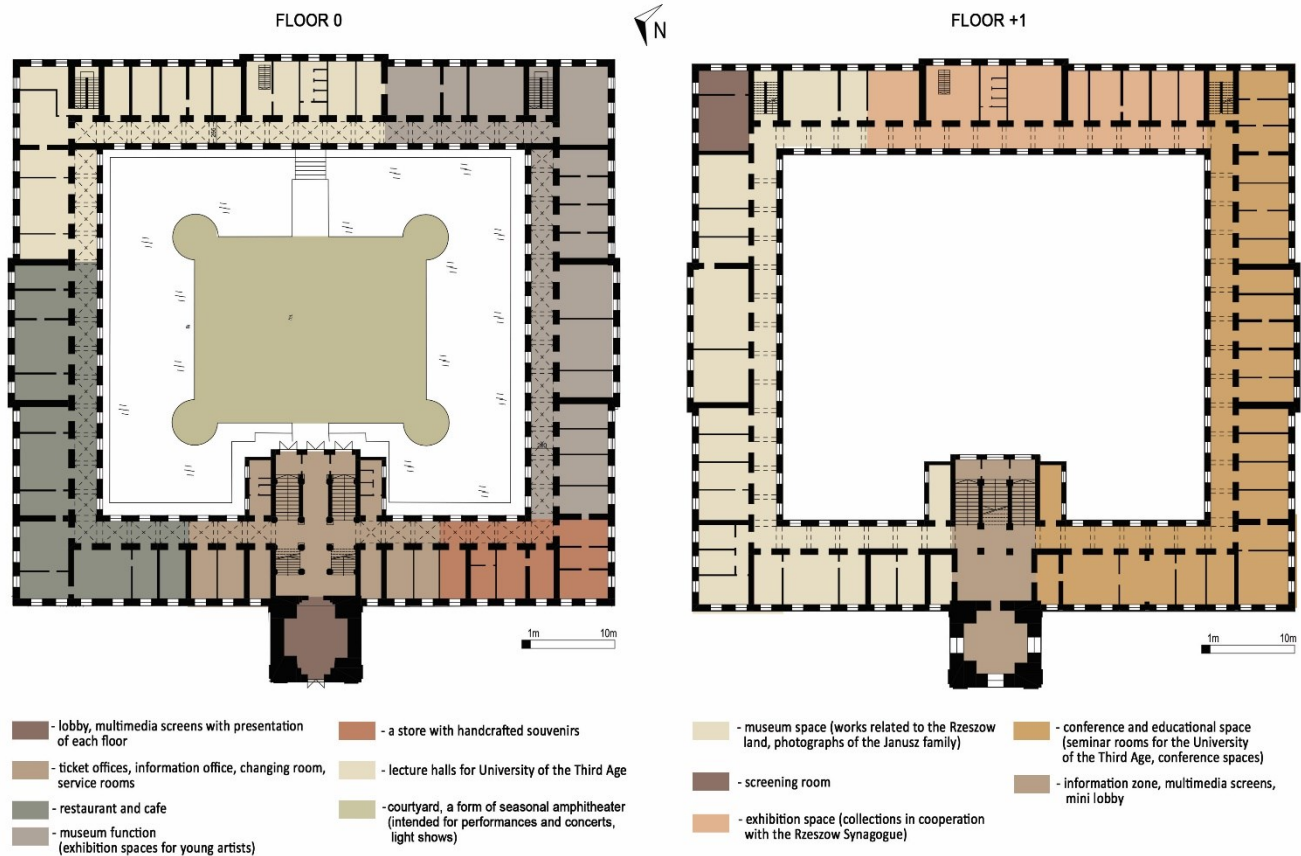 FLOOR 0
N
FLOOR +1
1m 10m
1m 10m
- lobby, multimedia screens with presentation
of each floor
- ticket offices, information office, changing room,
service rooms
- restaurant and cafe
- museum function
(exhibition spaces for young artists)
- a store with handcrafted souvenirs
- lecture halls for University of the Third Age
- courtyard, a form of seasonal amphitheater
(intended for performances and concerts,
light shows)
- museum space (works related to the Rzeszow
land, photographs of the Janusz family)
- screening room
- exhibition space (collections in cooperation
with the Rzeszow Synagogue)
- conference and educational space
(seminar rooms for the University
of the Third Age, conference spaces)
- information zone, multimedia screens,
mini lobby